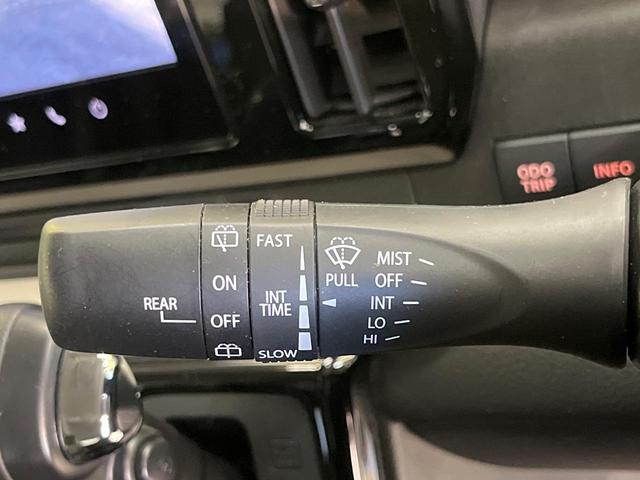 ODO
TRIP
INFO
FAST
ON
INT
TIME
REAR
OFF
SLOW
PULL
MIST
OFF
INT
LO
HI